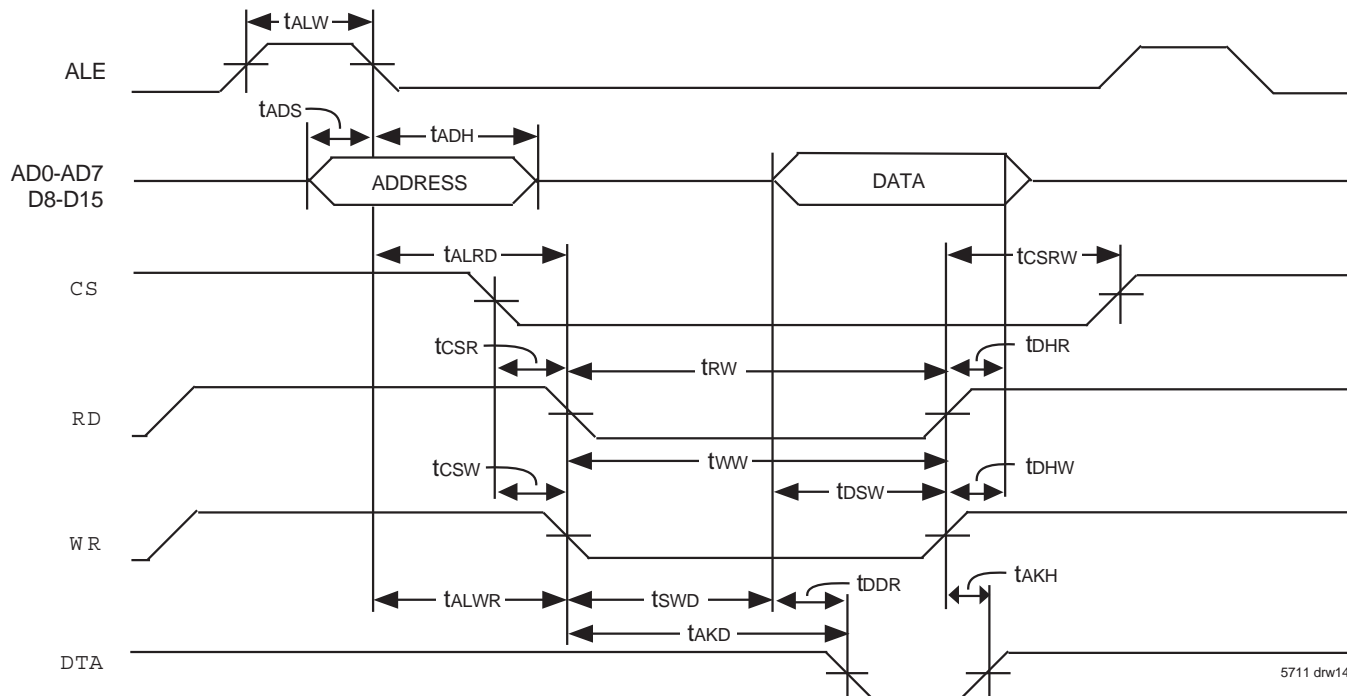 tALW
ALE
tADS
tADH
AD0-AD7
D8-D15
ADDRESS
DATA
tALRD
tCSRW
CS
tCSR
tRW
tDHR
RD
tCSW
tWW
tDHW
tDSW
WR
tALWR
tSWD
tDDR
tAKH
tAKD
DTA
5711 drw14